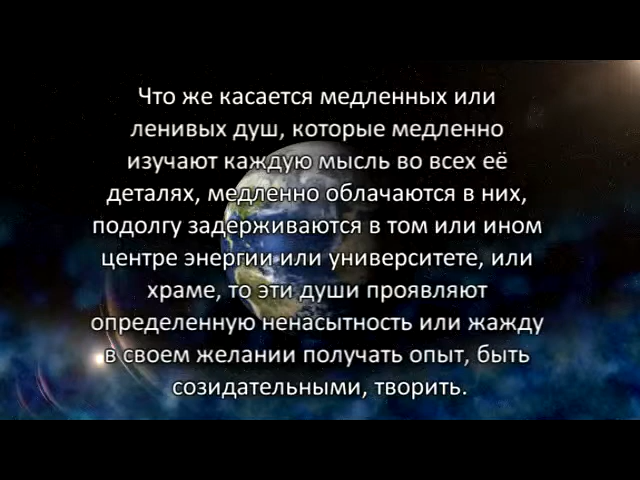 Что же касается медленных или
ленивых душ, которые медленно
изучают каждую мысль во всех её
деталях, медленно облачаются в них,
подолгу задерживаются в том или ином
центре энергии или университете, или
храме, то эти души проявляют
определенную ненасытность или жажду
в своем желании получать опыт, быть
созидательными, творить.